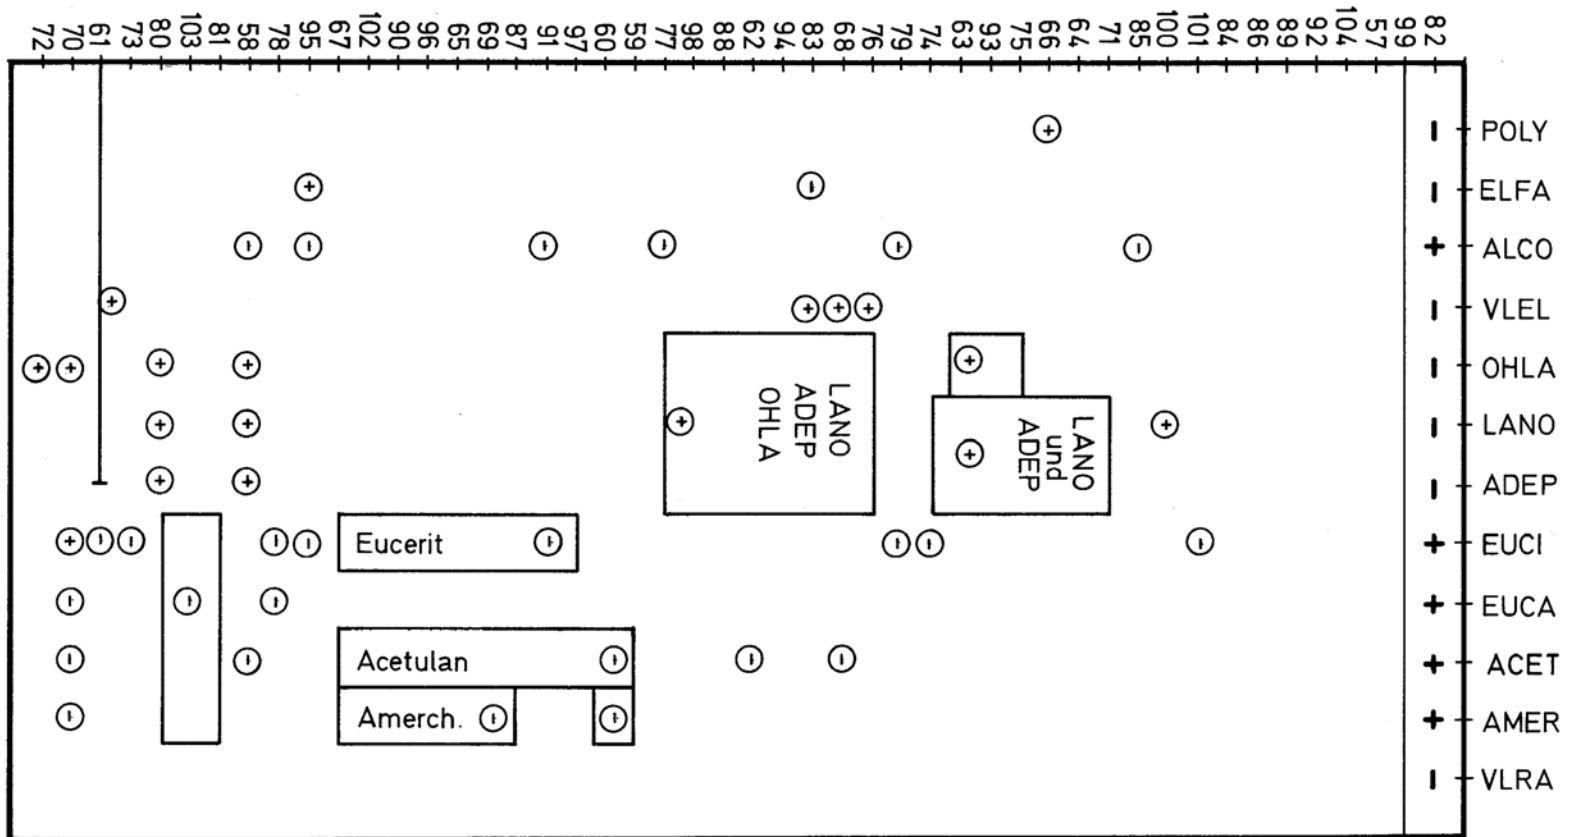 72 70 61 73 80 103 81 58 78 95 67 102 90 96 65 69 87 91 97 60 59 77 98 88 62 94 83 68 76 79 74 63 93 75 66 64 71 85 100 101 84 86 89 92 104 57 99 82
+ − POLY
+ − − ELFA
− − − − − − + ALCO
+ + + + − VLEL
+ + + + + − OHLA
+ + + + − LANO
+ + + − ADEP
LANO
ADEP
OHLA
LANO
und
ADEP
+ − − − − Eucerit − − − − + EUCI
− − − + EUCA
− − Acetulan − − − + ACET
− Amerch. − − + AMER
− VLRA